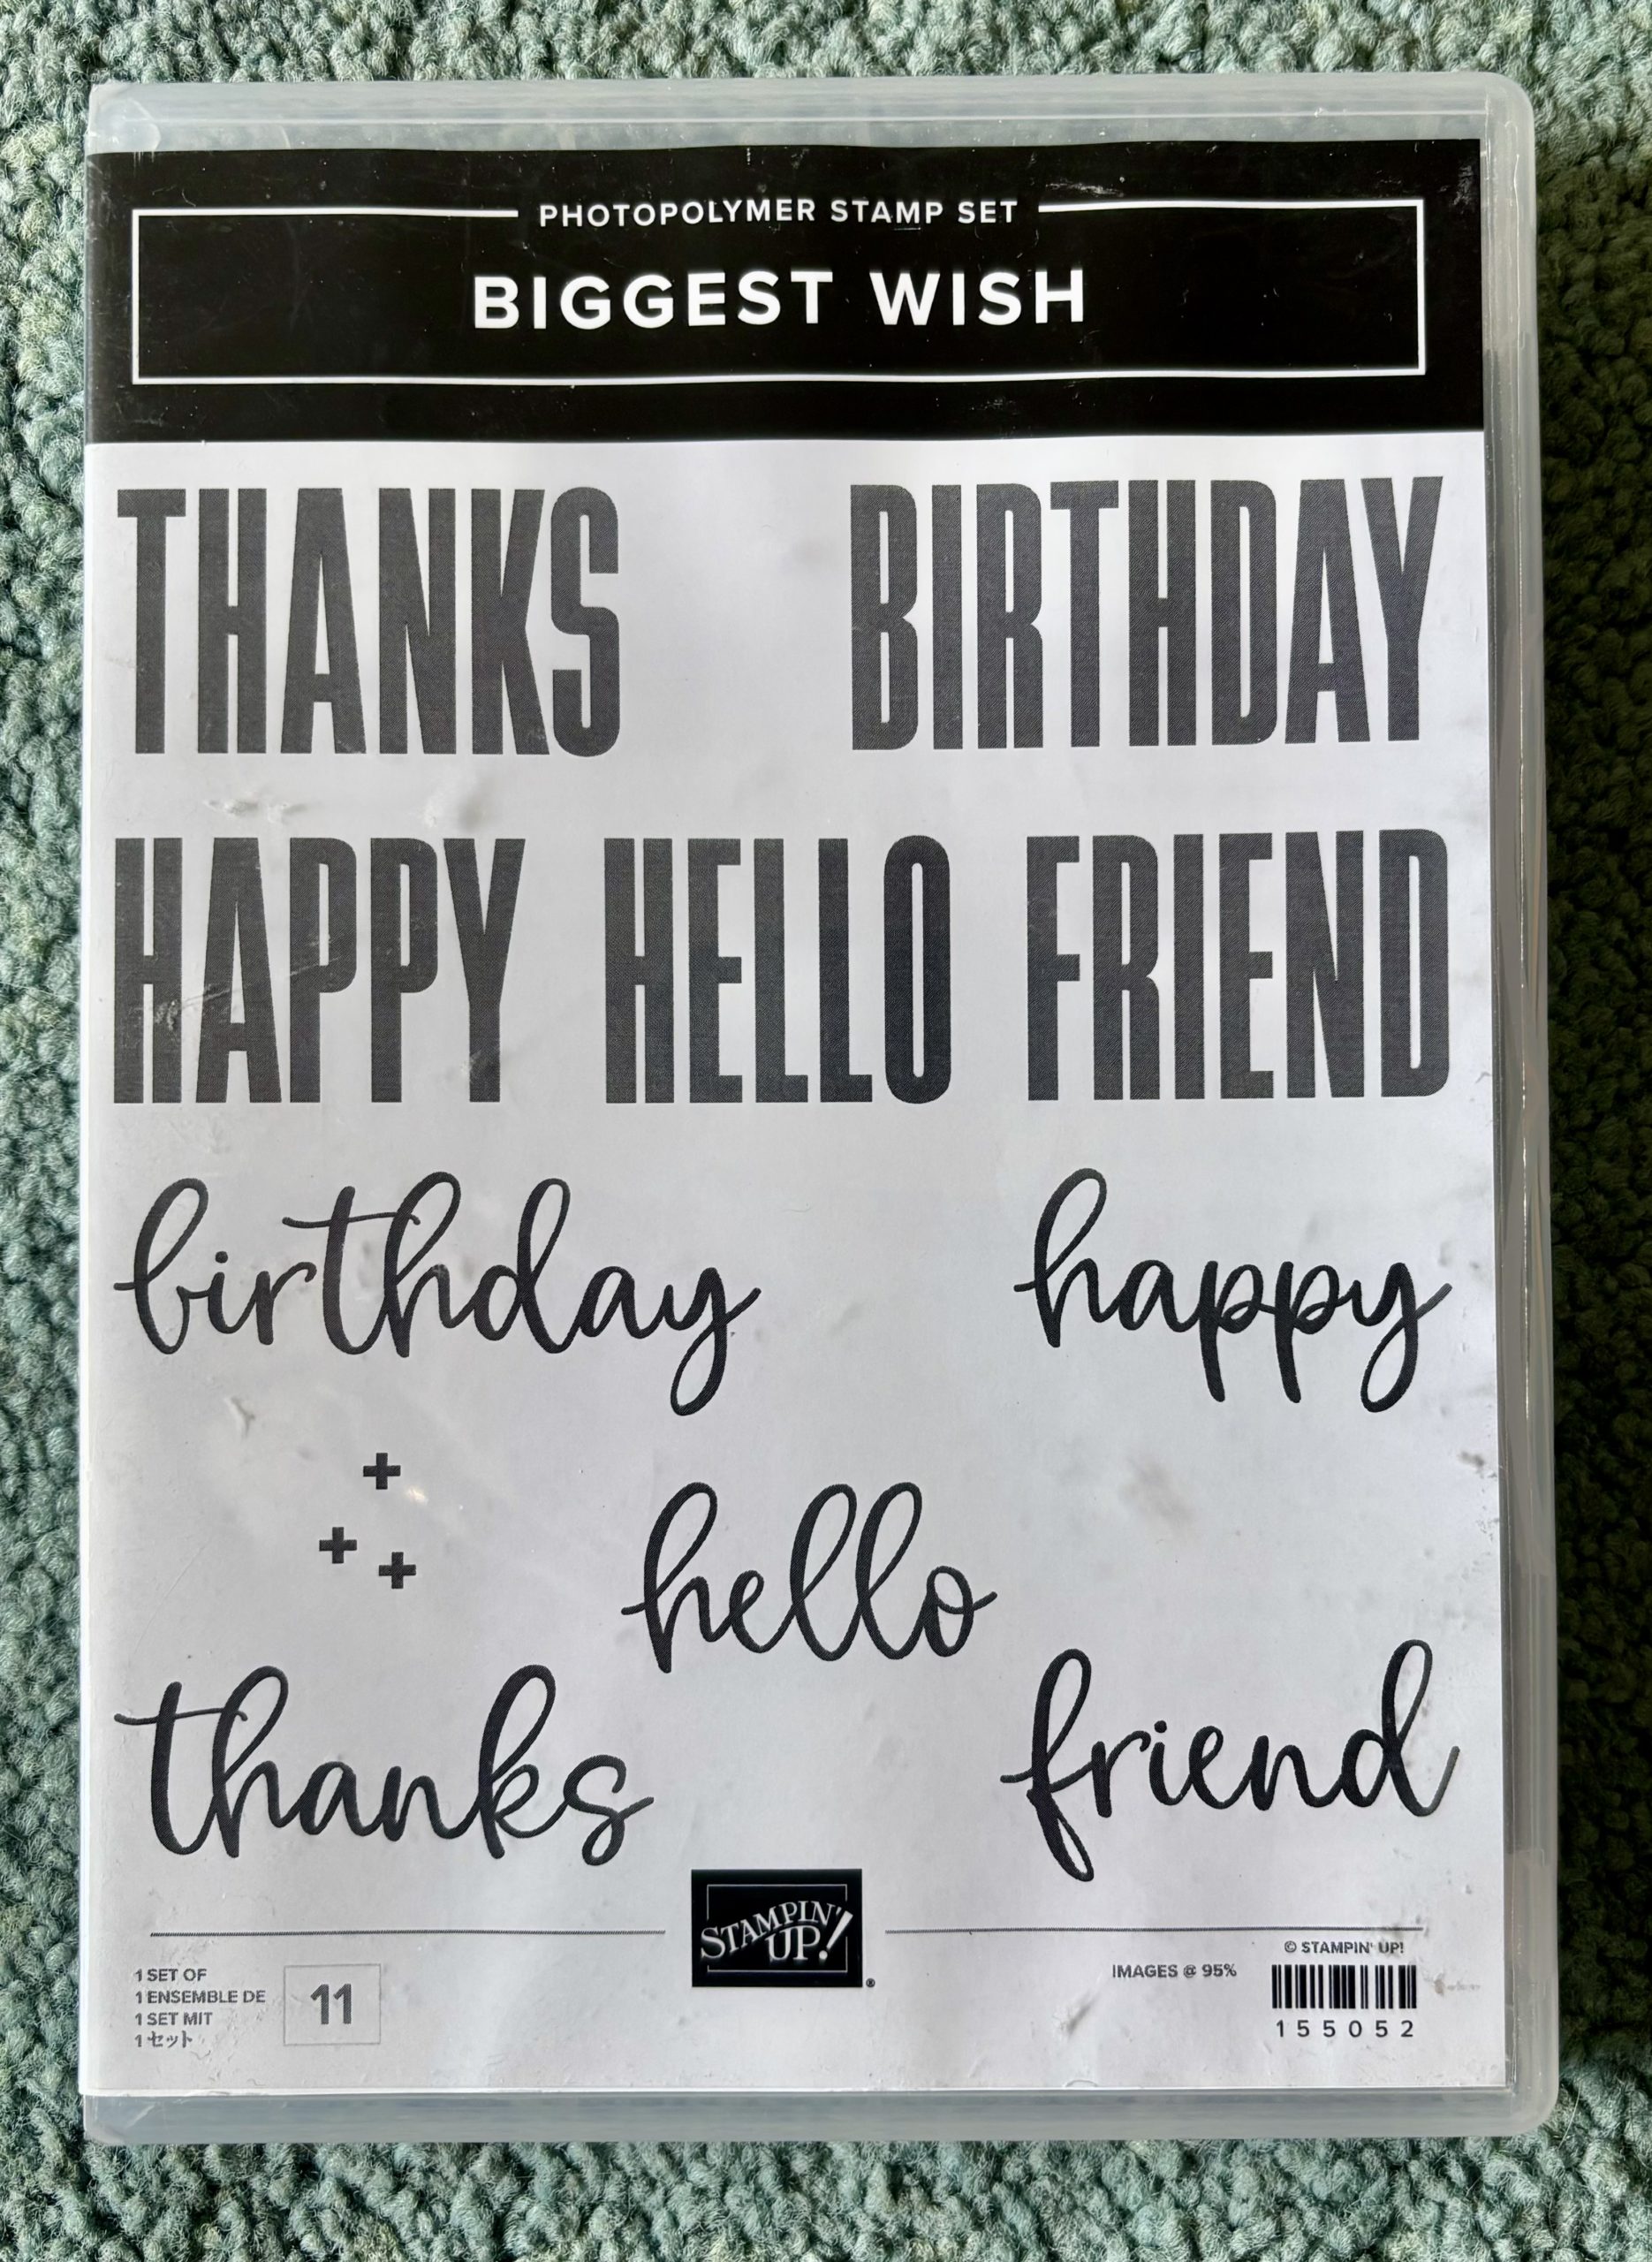 PHOTOPOLYMER STAMP SET
BIGGEST WISH
THANKS BIRTHDAY
HAPPY HELLO FRIEND
birthday happy
+
+ +
hello
thanks friend
STAMPIN' UP!®
© STAMPIN' UP!
1 SET OF
1 ENSEMBLE DE
1 SET MIT
1 セット
11
IMAGES @ 95%
155052